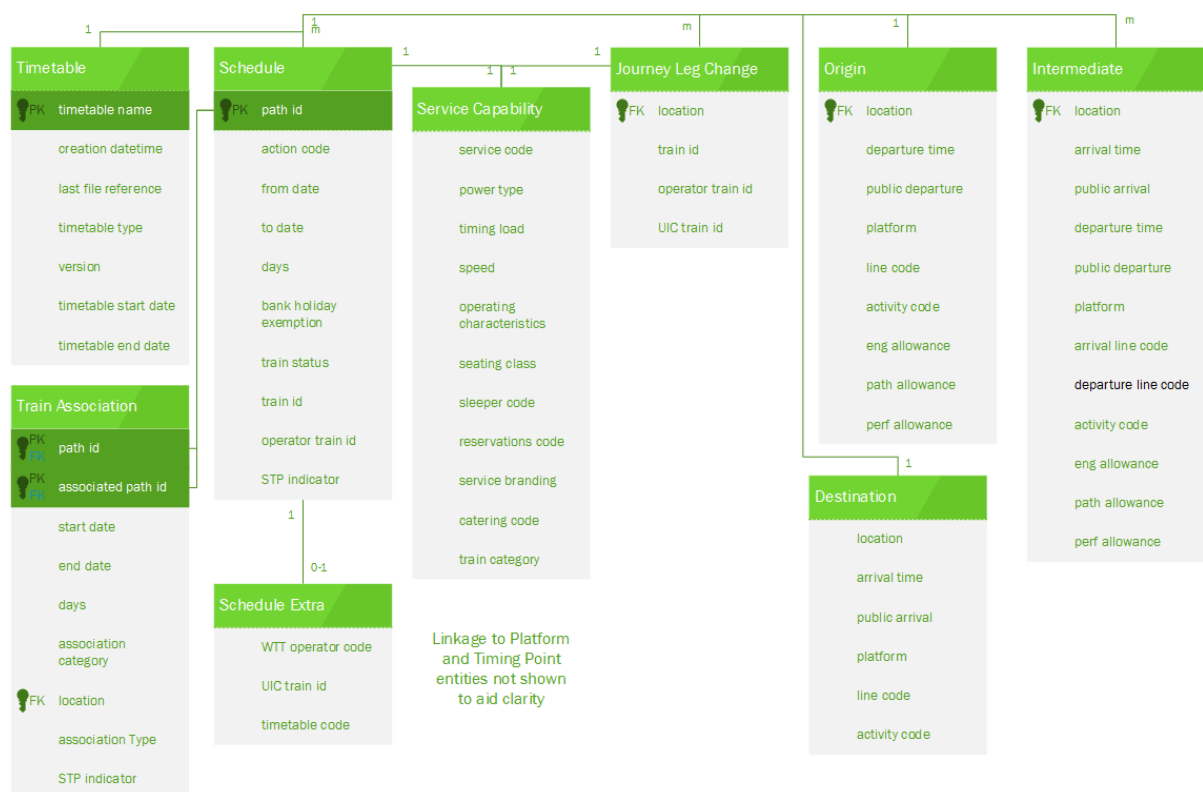 1
1
m
m
1
m
Timetable
PK timetable name
creation datetime
last file reference
timetable type
version
timetable start date
timetable end date
Train Association
PK
FK
path id
PK
FK
associated path id
start date
end date
days
association
category
FK location
association Type
STP indicator
Schedule
PK path id
action code
from date
to date
days
bank holiday
exemption
train status
train id
operator train id
STP indicator
1
0-1
Schedule Extra
WTT operator code
UIC train id
timetable code
1
1
1
1
Service Capability
service code
power type
timing load
speed
operating
characteristics
seating class
sleeper code
reservations code
service branding
catering code
train category
Linkage to Platform
and Timing Point
entities not shown
to aid clarity
Journey Leg Change
FK location
train id
operator train id
UIC train id
Origin
FK location
departure time
public departure
platform
line code
activity code
eng allowance
path allowance
perf allowance
1
Destination
location
arrival time
public arrival
platform
line code
activity code
Intermediate
FK location
arrival time
public arrival
departure time
public departure
platform
arrival line code
departure line code
activity code
eng allowance
path allowance
perf allowance